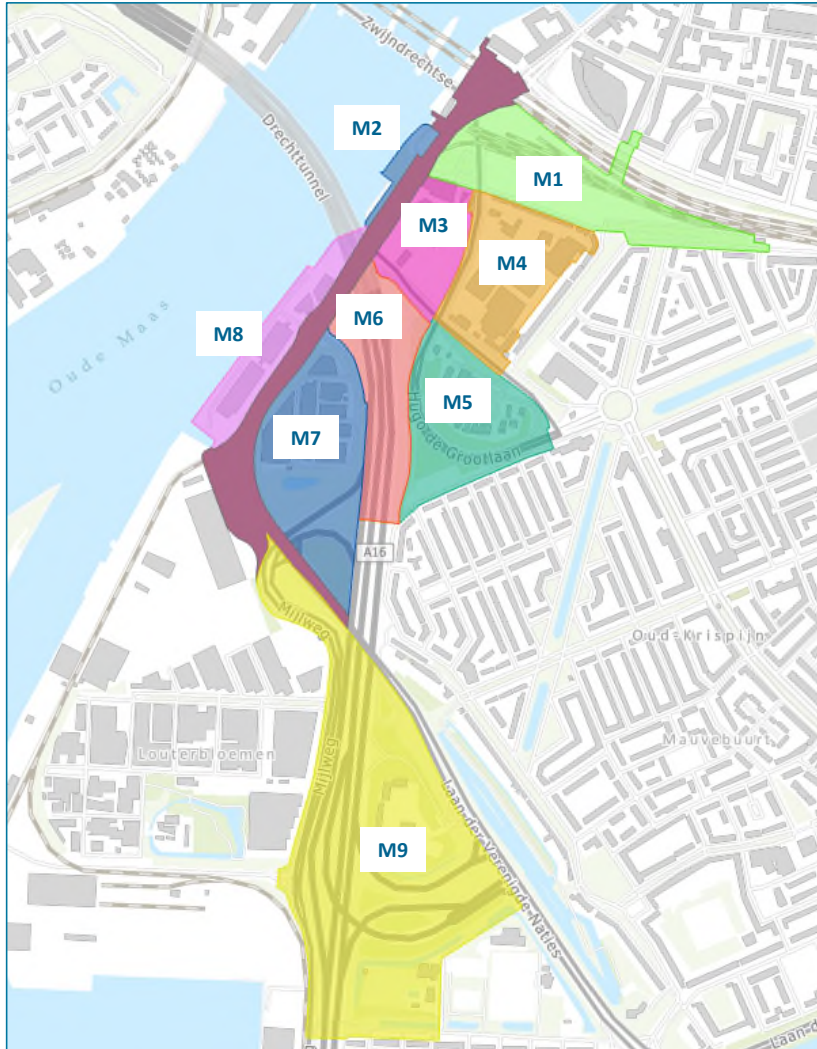 Zwijndrechtse
M2
Drechttunnel
M1
M3
M4
M6
Oude Maas
M8
M5
M7
Hugo de Grootlaan
A16
Mijlweg
Oud-Krispijn
Mauvebuurt
Louterbloemen
Mijlweg
Laan der Verenigde Naties
M9
Laan d